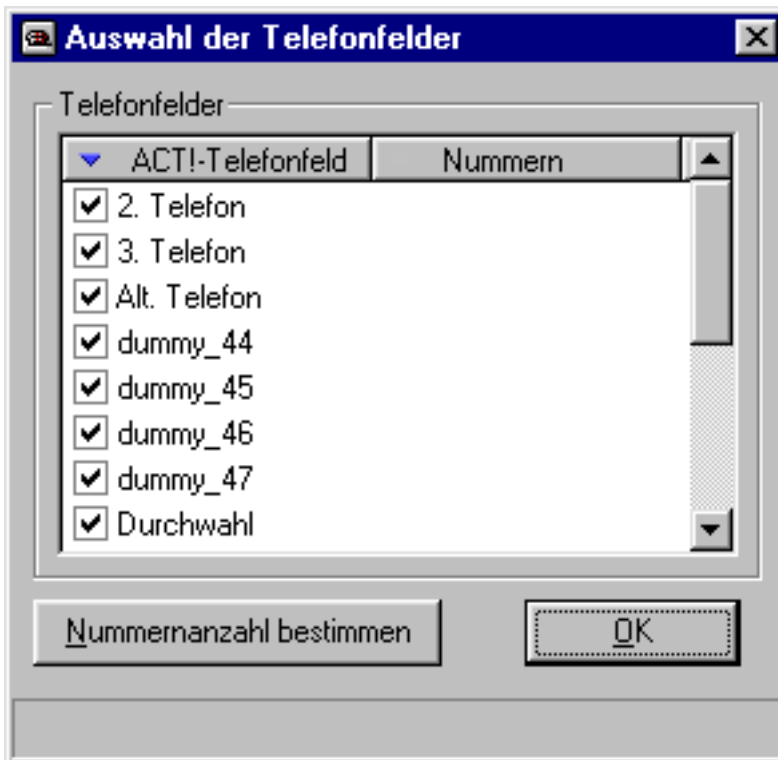 Auswahl der Telefonfelder
Telefonfelder
ACT!-Telefonfeld Nummern
2. Telefon
3. Telefon
Alt. Telefon
dummy_44
dummy_45
dummy_46
dummy_47
Durchwahl
Nummernanzahl bestimmen OK